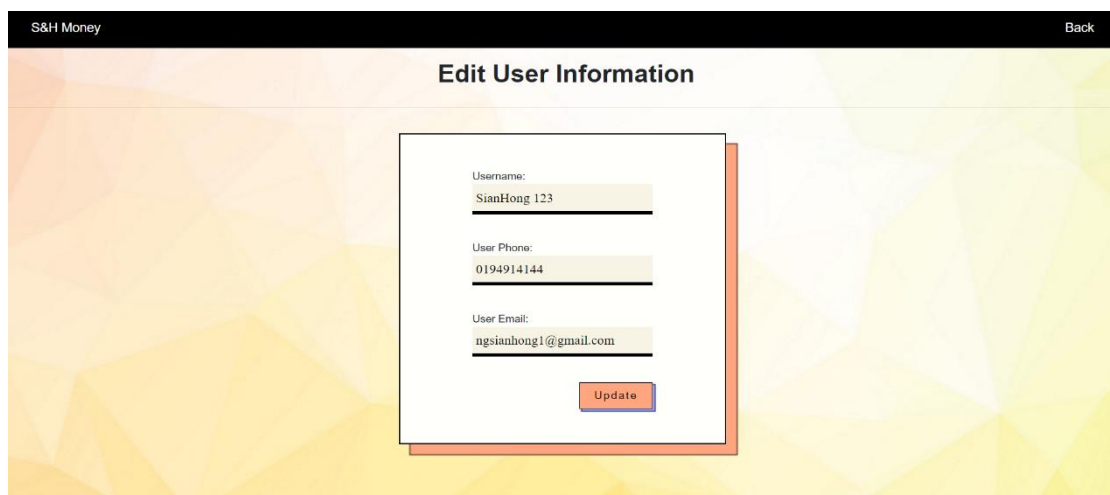 S&H Money
Back
Edit User Information
Username:
SianHong 123
User Phone:
0194914144
User Email:
ngsianhong1@gmail.com
Update